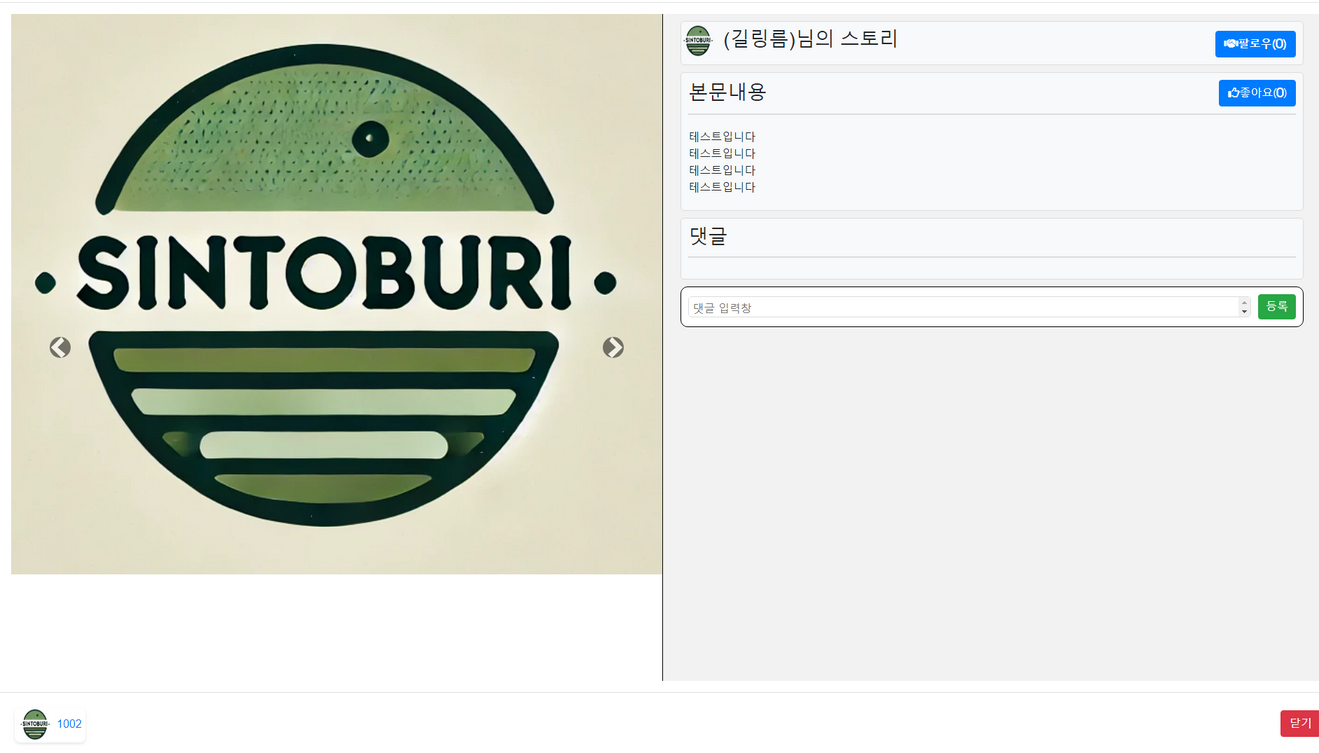 SINTOBURI
SINTOBURI
(길링름)님의 스토리
팔로우(0)
본문내용
좋아요(0)
테스트입니다
테스트입니다
테스트입니다
테스트입니다
댓글
댓글 입력창
등록
SINTOBURI
1002
닫기